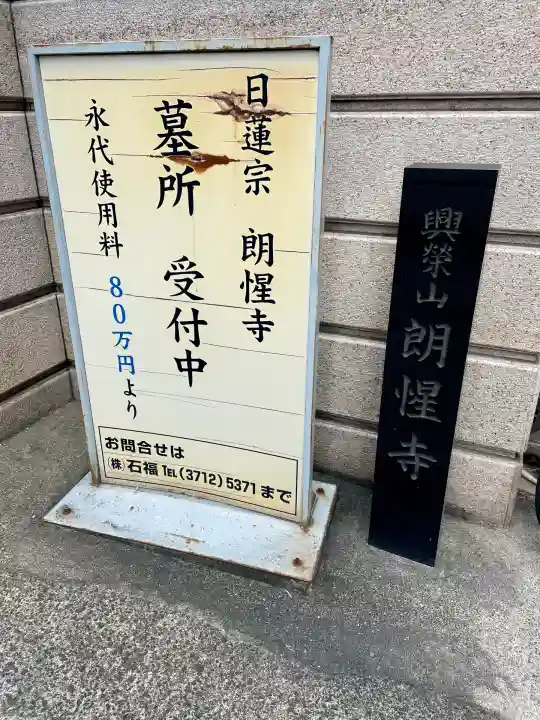 日蓮宗 朗惺寺
墓所 受付中
永代使用料 80万円より
お問合せは
㈱石福 TEL(3712)5371まで
興榮山 朗惺寺